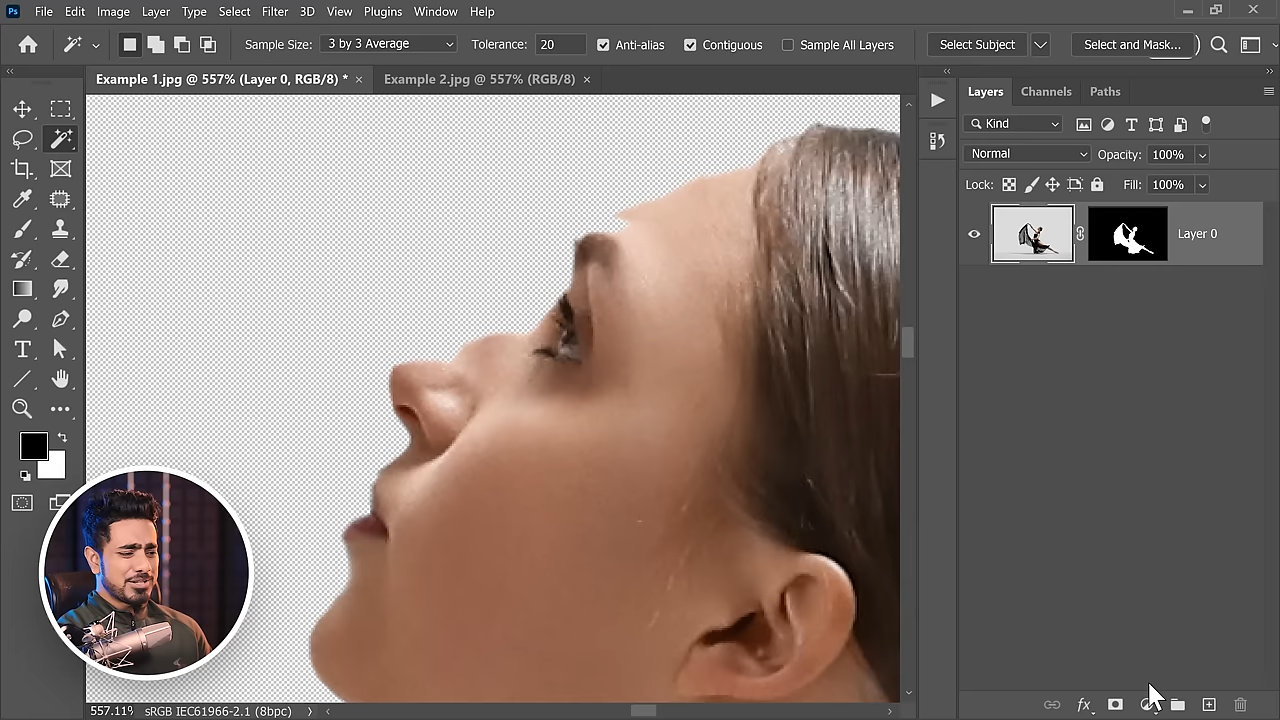 Ps File Edit Image Layer Type Select Filter 3D View Plugins Window Help
Sample Size: 3 by 3 Average Tolerance: 20 Anti-alias Contiguous Sample All Layers Select Subject Select and Mask...
Example 1.jpg @ 557% (Layer 0, RGB/8) * × Example 2.jpg @ 557% (RGB/8) ×
Layers Channels Paths
Kind
Normal Opacity: 100%
Lock: Fill: 100%
Layer 0
557.11% sRGB IEC61966-2.1 (8bpc)
fx